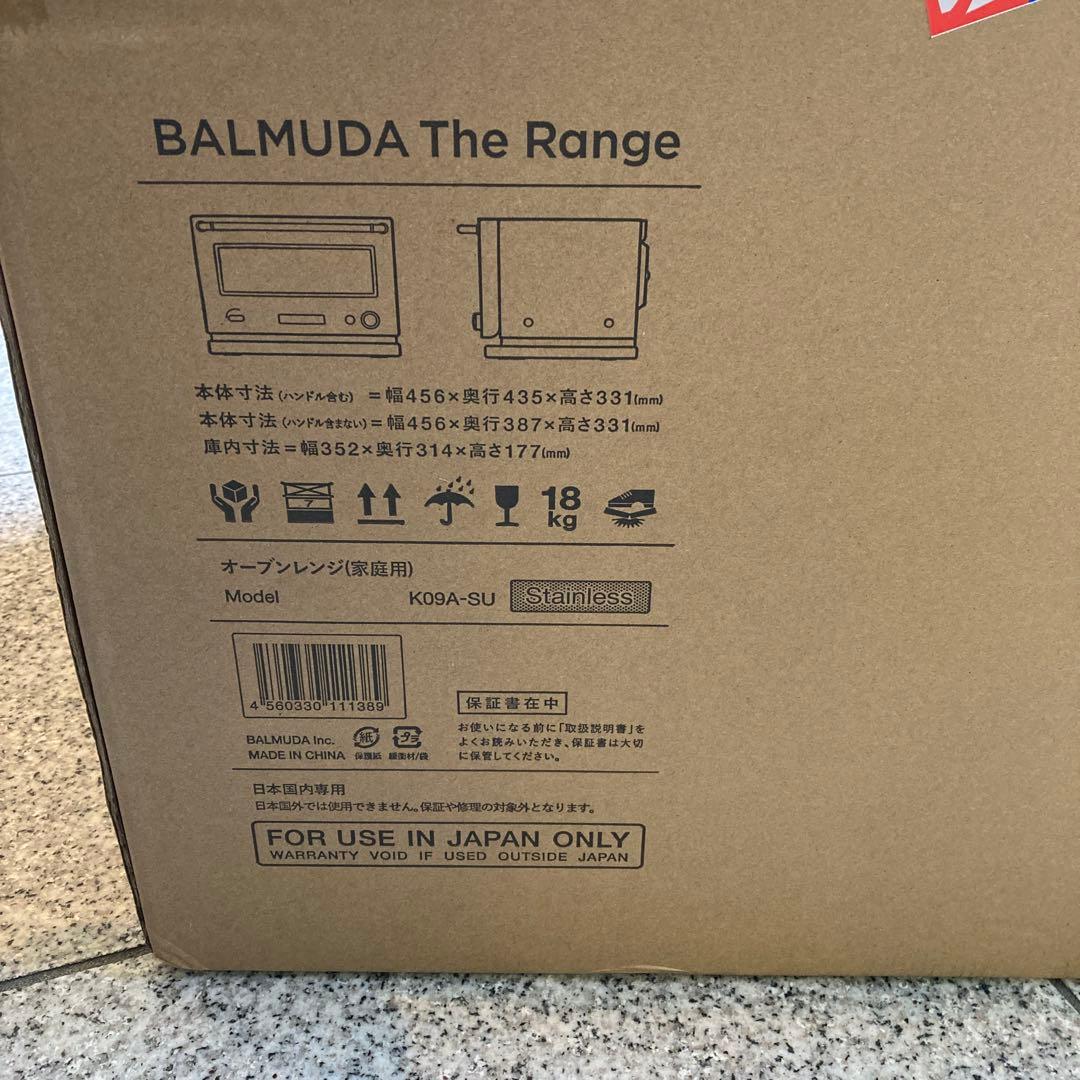 BALMUDA The Range
本体寸法(ハンドル含む) =幅456×奥行435×高さ331(mm)
本体寸法(ハンドル含まない)=幅456×奥行387×高さ331(mm)
庫内寸法=幅352×奥行314×高さ177(mm)
7
18
kg
オーブンレンジ(家庭用)
Model K09A-SU Stainless
4 560330 111389
保証書在中
お使いになる前に「取扱説明書」を
よくお読みいただき、保証書は大切
に保管してください。
BALMUDA Inc.
MADE IN CHINA
紙
保護紙
プラ
緩衝材/袋
日本国内専用
日本国外では使用できません。保証や修理の対象外となります。
FOR USE IN JAPAN ONLY
WARRANTY VOID IF USED OUTSIDE JAPAN